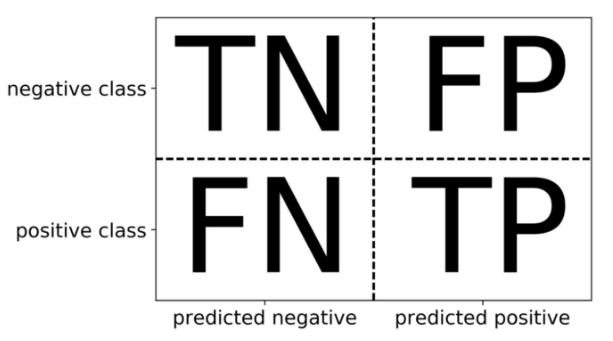 negative class TN FP
positive class FN TP
predicted negative predicted positive